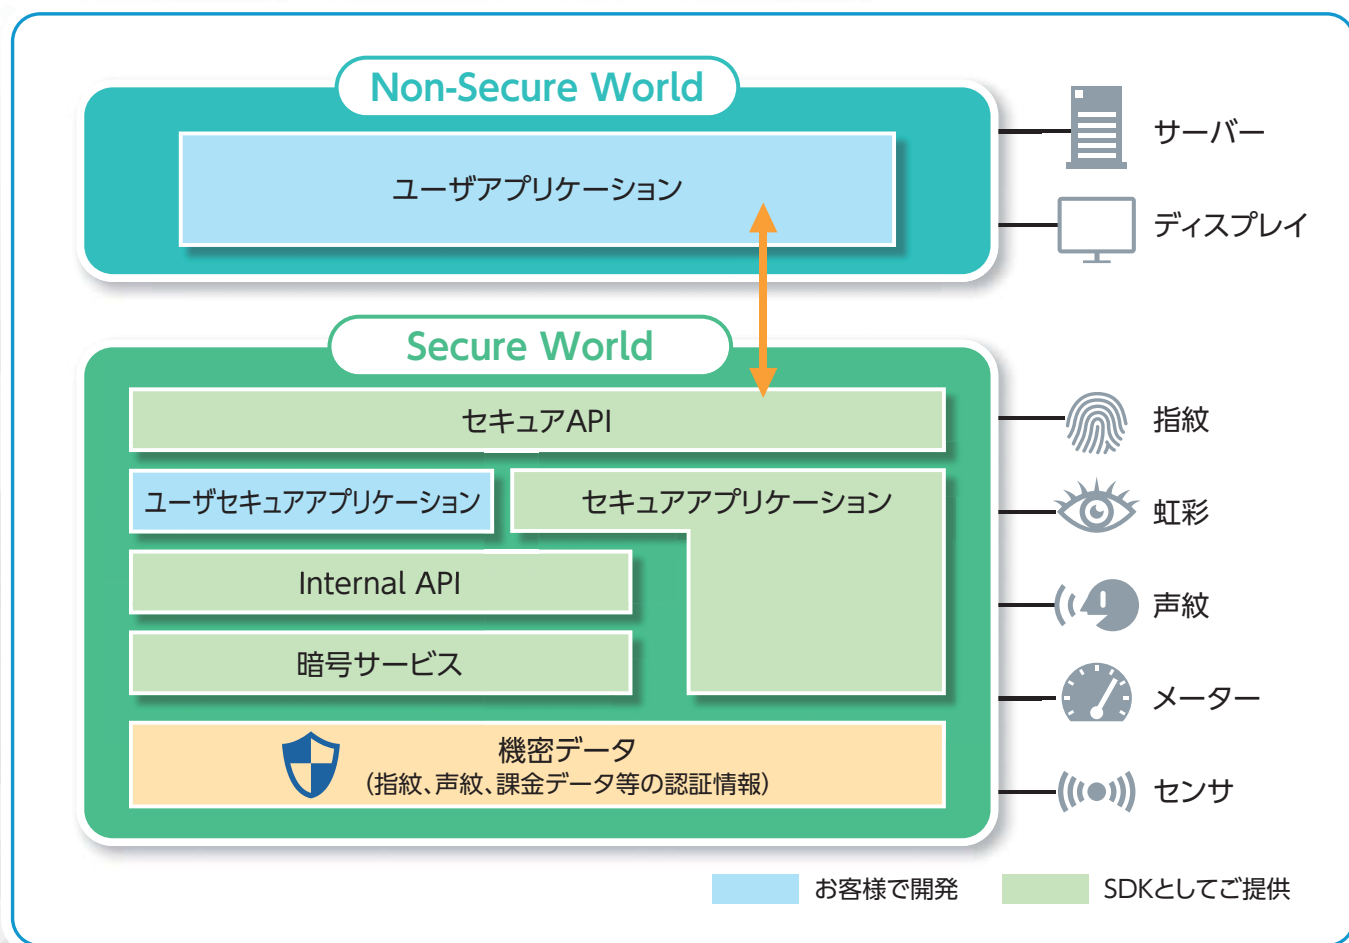 Non-Secure World
ユーザアプリケーション
サーバー
ディスプレイ
Secure World
セキュアAPI
ユーザセキュアアプリケーション
セキュアアプリケーション
Internal API
暗号サービス
機密データ
(指紋、声紋、課金データ等の認証情報)
指紋
虹彩
声紋
メーター
センサ
お客様で開発
SDKとしてご提供